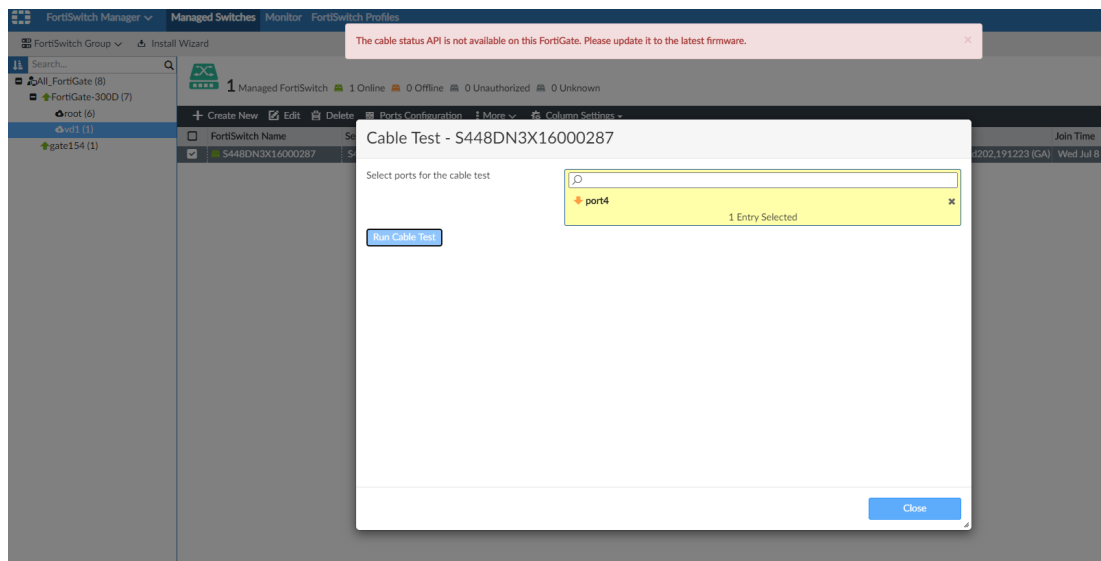 FortiSwitch Manager Managed Switches Monitor FortiSwitch Profiles
The cable status API is not available on this FortiGate. Please update it to the latest firmware.
FortiSwitch Group Install Wizard
Search...
All_FortiGate (8)
FortiGate-300D (7)
root (6)
vd1 (1)
gate154 (1)
1 Managed FortiSwitch 1 Online 0 Offline 0 Unauthorized 0 Unknown
Create New Edit Delete Ports Configuration More Column Settings
FortiSwitch Name Se Join Time
S448DN3X16000287 d202,191223 (GA) Wed Jul 8
Cable Test - S448DN3X16000287
Select ports for the cable test
port4
1 Entry Selected
Run Cable Test
Close